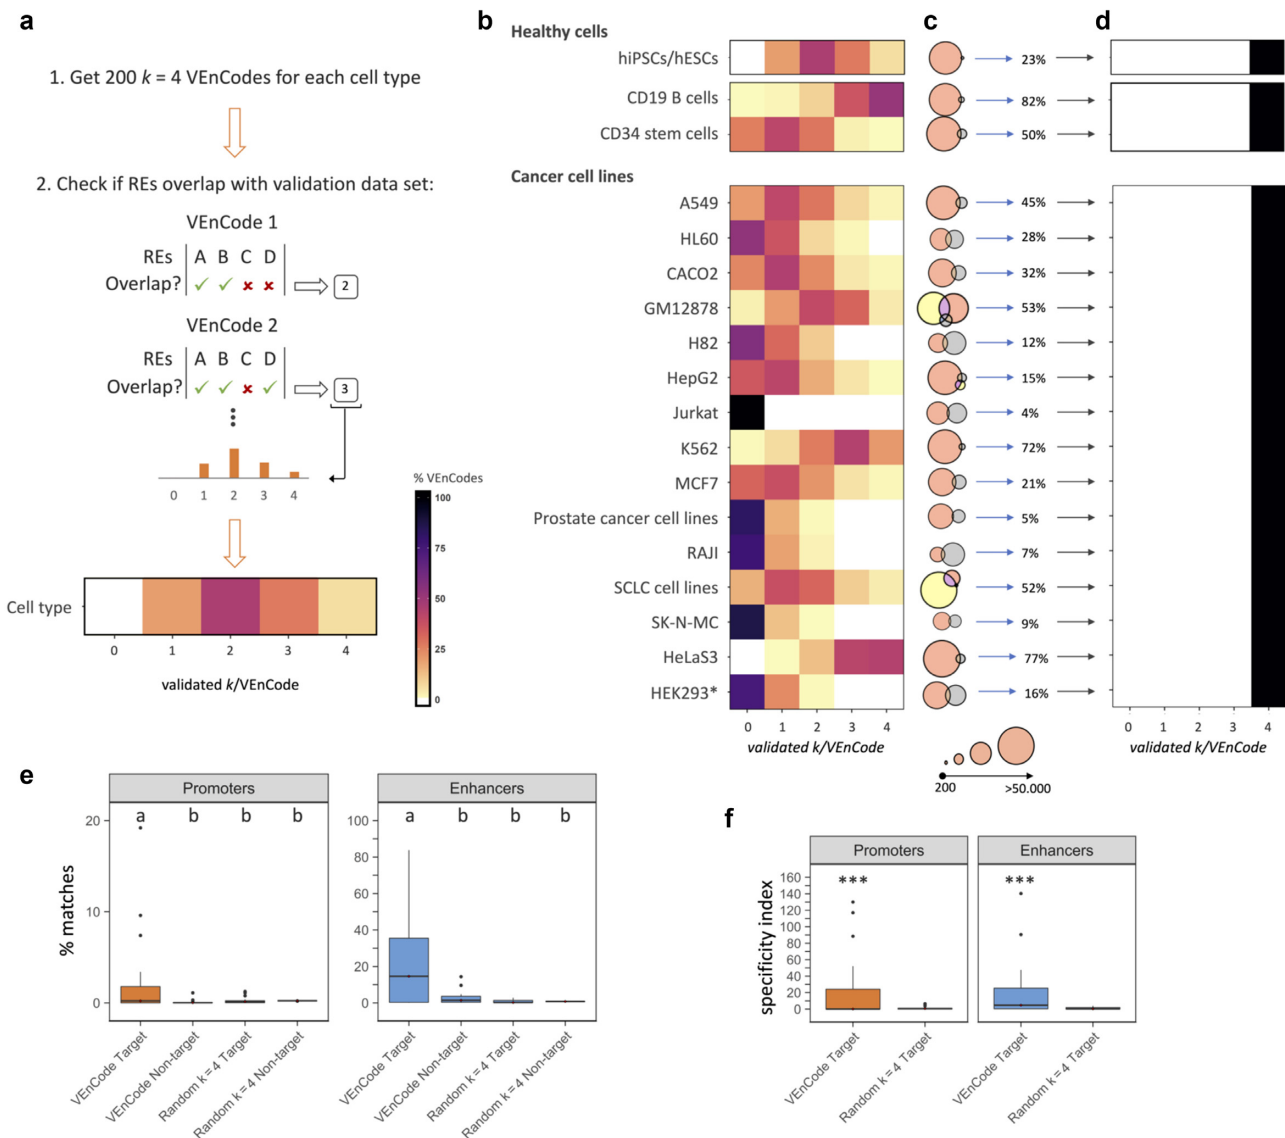 a
1. Get 200 k = 4 VEnCodes for each cell type
2. Check if REs overlap with validation data set:
VEnCode 1
REs A B C D
Overlap? ✓ ✓ ✘ ✘ 2
VEnCode 2
REs A B C D
Overlap? ✓ ✓ ✘ ✓ 3
0 1 2 3 4
Cell type
0 1 2 3 4
validated k/VEnCode
% VEnCodes
100
75
50
25
0
b
Healthy cells
hiPSCs/hESCs
CD19 B cells
CD34 stem cells
Cancer cell lines
A549
HL60
CACO2
GM12878
H82
HepG2
Jurkat
K562
MCF7
Prostate cancer cell lines
RAJI
SCLC cell lines
SK-N-MC
HeLaS3
HEK293*
0 1 2 3 4
validated k/VEnCode
c
23%
82%
50%
45%
28%
32%
53%
12%
15%
4%
72%
21%
5%
7%
52%
9%
77%
16%
200 >50.000
d
0 1 2 3 4
validated k/VEnCode
e
Promoters
a b b b
20
10
0
% matches
VEnCode Target
VEnCode Non-target
Random k = 4 Target
Random k = 4 Non-target
Enhancers
a b b b
100
80
60
40
20
0
VEnCode Target
VEnCode Non-target
Random k = 4 Target
Random k = 4 Non-target
f
Promoters
Enhancers
*** ***
160
140
120
100
80
60
40
20
0
specificity index
VEnCode Target
Random k = 4 Target
VEnCode Target
Random k = 4 Target